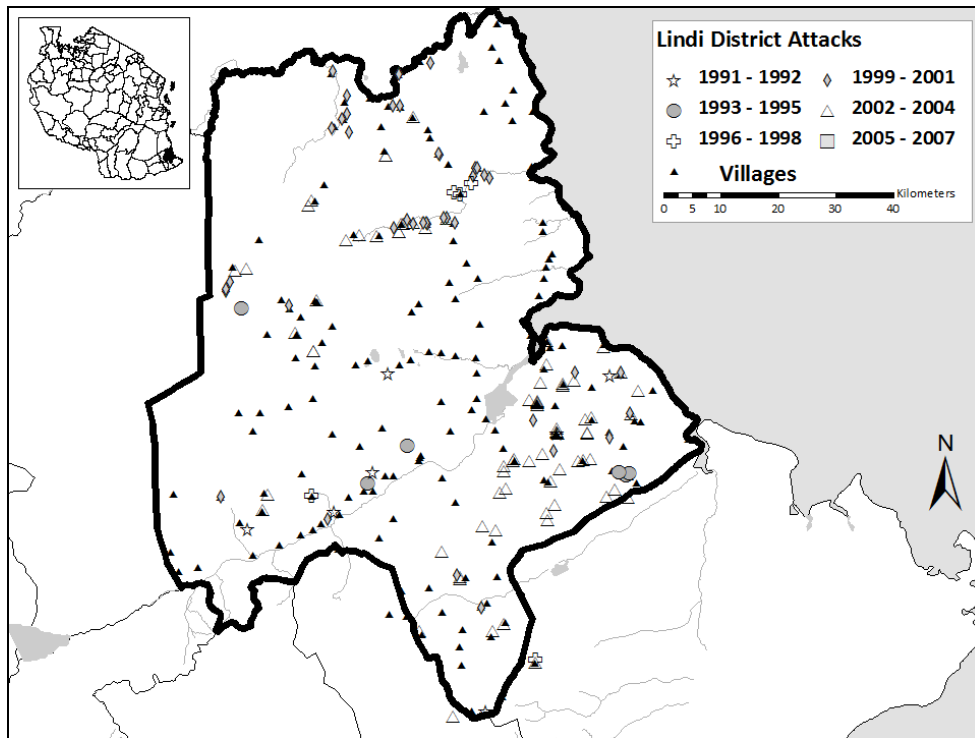 Lindi District Attacks
1991 - 1992 1999 - 2001
1993 - 1995 2002 - 2004
1996 - 1998 2005 - 2007
Villages
Kilometers
0 5 10 20 30 40
N